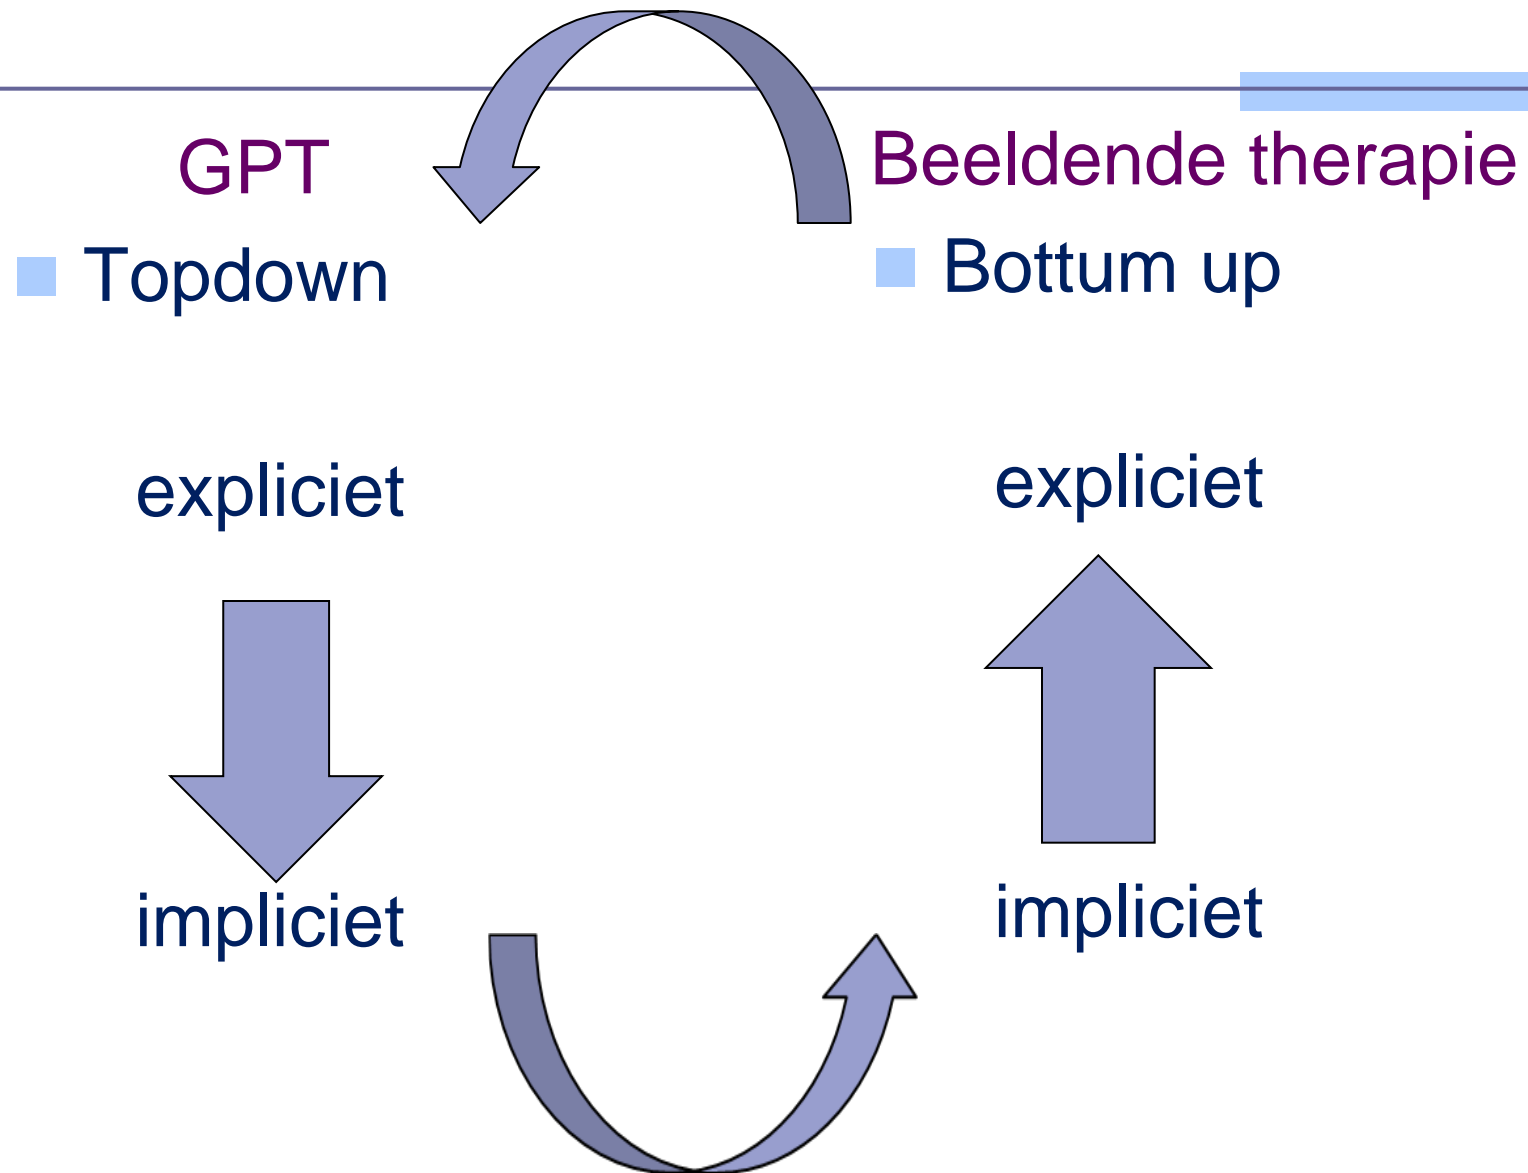 GPT
Topdown
expliciet
impliciet
Beeldende therapie
Bottum up
expliciet
impliciet